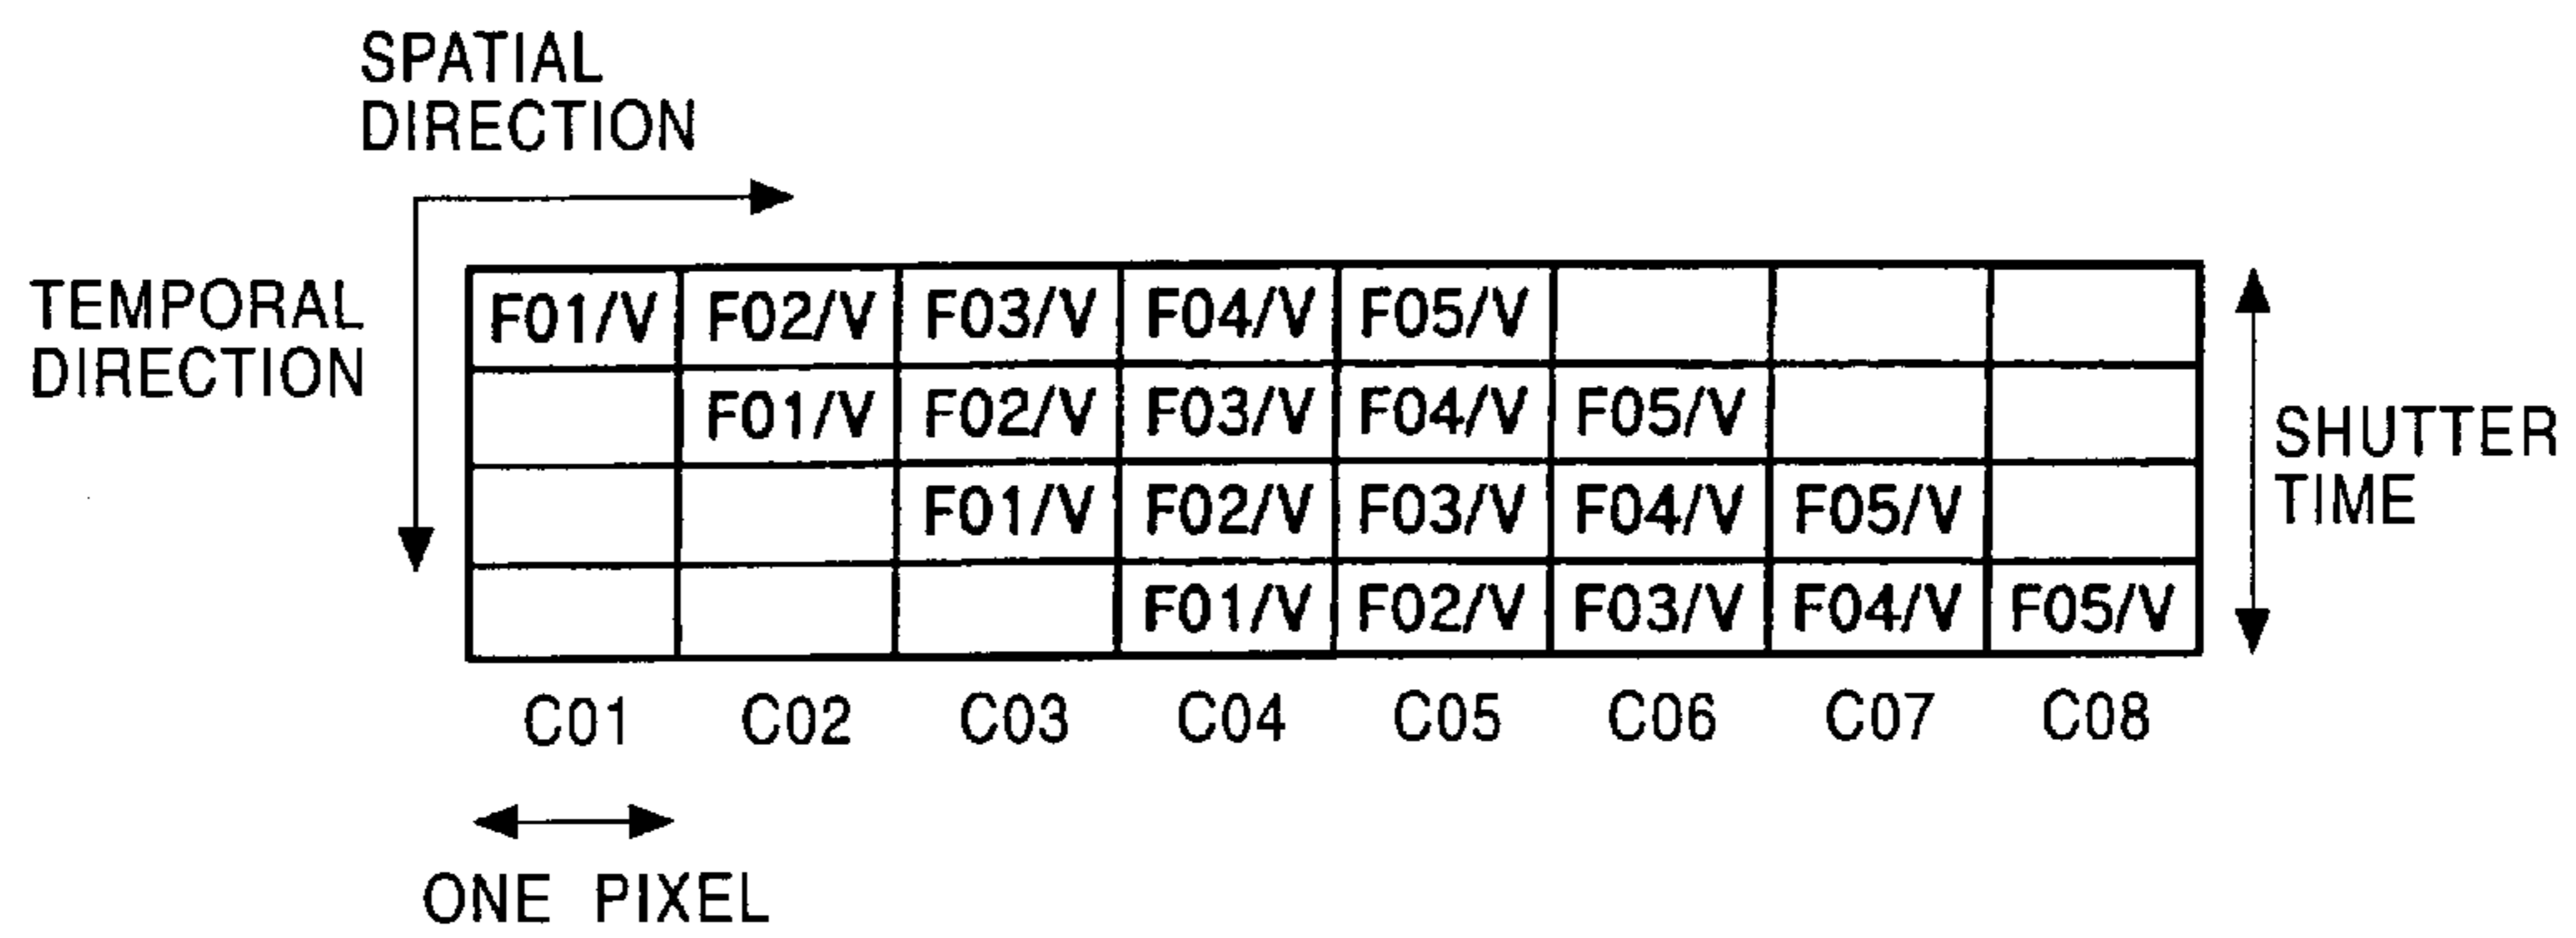 SPATIAL
DIRECTION
TEMPORAL
DIRECTION
F01/V F02/V F03/V F04/V F05/V
F01/V F02/V F03/V F04/V F05/V
F01/V F02/V F03/V F04/V F05/V
F01/V F02/V F03/V F04/V F05/V
SHUTTER
TIME
C01 C02 C03 C04 C05 C06 C07 C08
ONE PIXEL